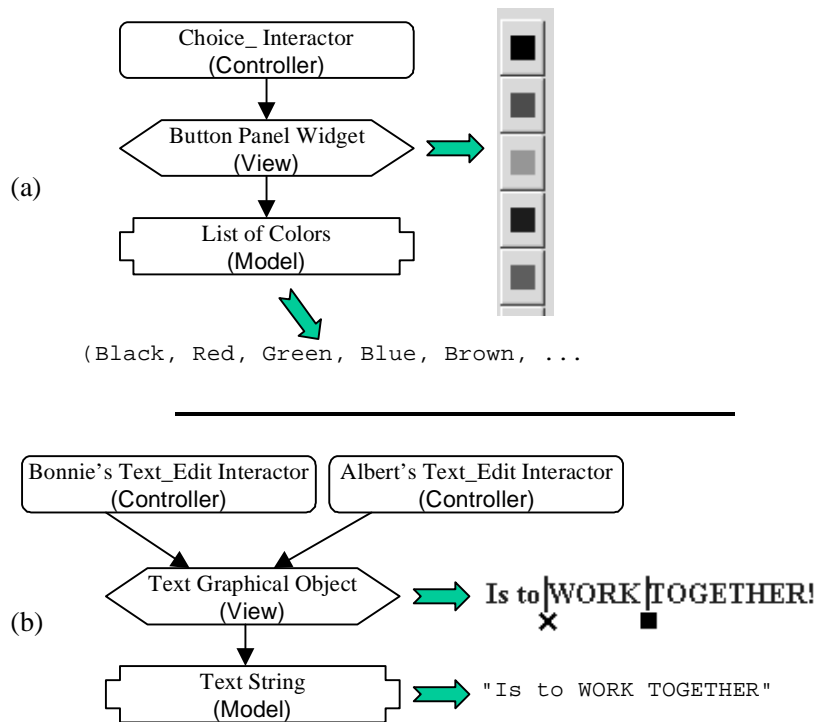 Choice_ Interactor
(Controller)
Button Panel Widget
(View)
(a)
List of Colors
(Model)
(Black, Red, Green, Blue, Brown, ...
Bonnie's Text_Edit Interactor
(Controller)
Albert's Text_Edit Interactor
(Controller)
Text Graphical Object
(View)
Is to WORK TOGETHER!
(b)
Text String
(Model)
"Is to WORK TOGETHER"